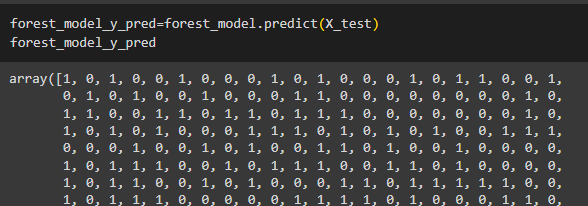 forest_model_y_pred=forest_model.predict(X_test)
forest_model_y_pred
array([1, 0, 1, 0, 0, 1, 0, 0, 0, 1, 0, 1, 0, 0, 0, 1, 0, 1, 1, 0, 0, 1,
0, 1, 0, 1, 0, 0, 1, 0, 0, 0, 1, 1, 0, 0, 0, 0, 0, 0, 0, 0, 1, 0,
1, 1, 0, 0, 1, 1, 0, 1, 1, 0, 1, 1, 1, 0, 0, 0, 0, 0, 0, 0, 1, 0,
1, 0, 1, 0, 1, 0, 0, 0, 1, 1, 1, 0, 1, 0, 1, 0, 1, 0, 0, 1, 1, 1,
0, 0, 0, 1, 0, 0, 1, 0, 0, 0, 1, 1, 0, 1, 0, 0, 1, 0, 0, 0, 0, 0,
1, 0, 1, 1, 1, 0, 0, 1, 0, 1, 1, 1, 0, 0, 1, 1, 0, 1, 0, 0, 0, 0,
1, 0, 1, 1, 0, 0, 1, 0, 1, 0, 0, 0, 1, 1, 0, 1, 1, 1, 1, 1, 0, 0,
1, 0, 1, 1, 1, 0, 0, 0, 0, 0, 1, 1, 1, 1, 0, 1, 0, 0, 0, 1, 1, 0,